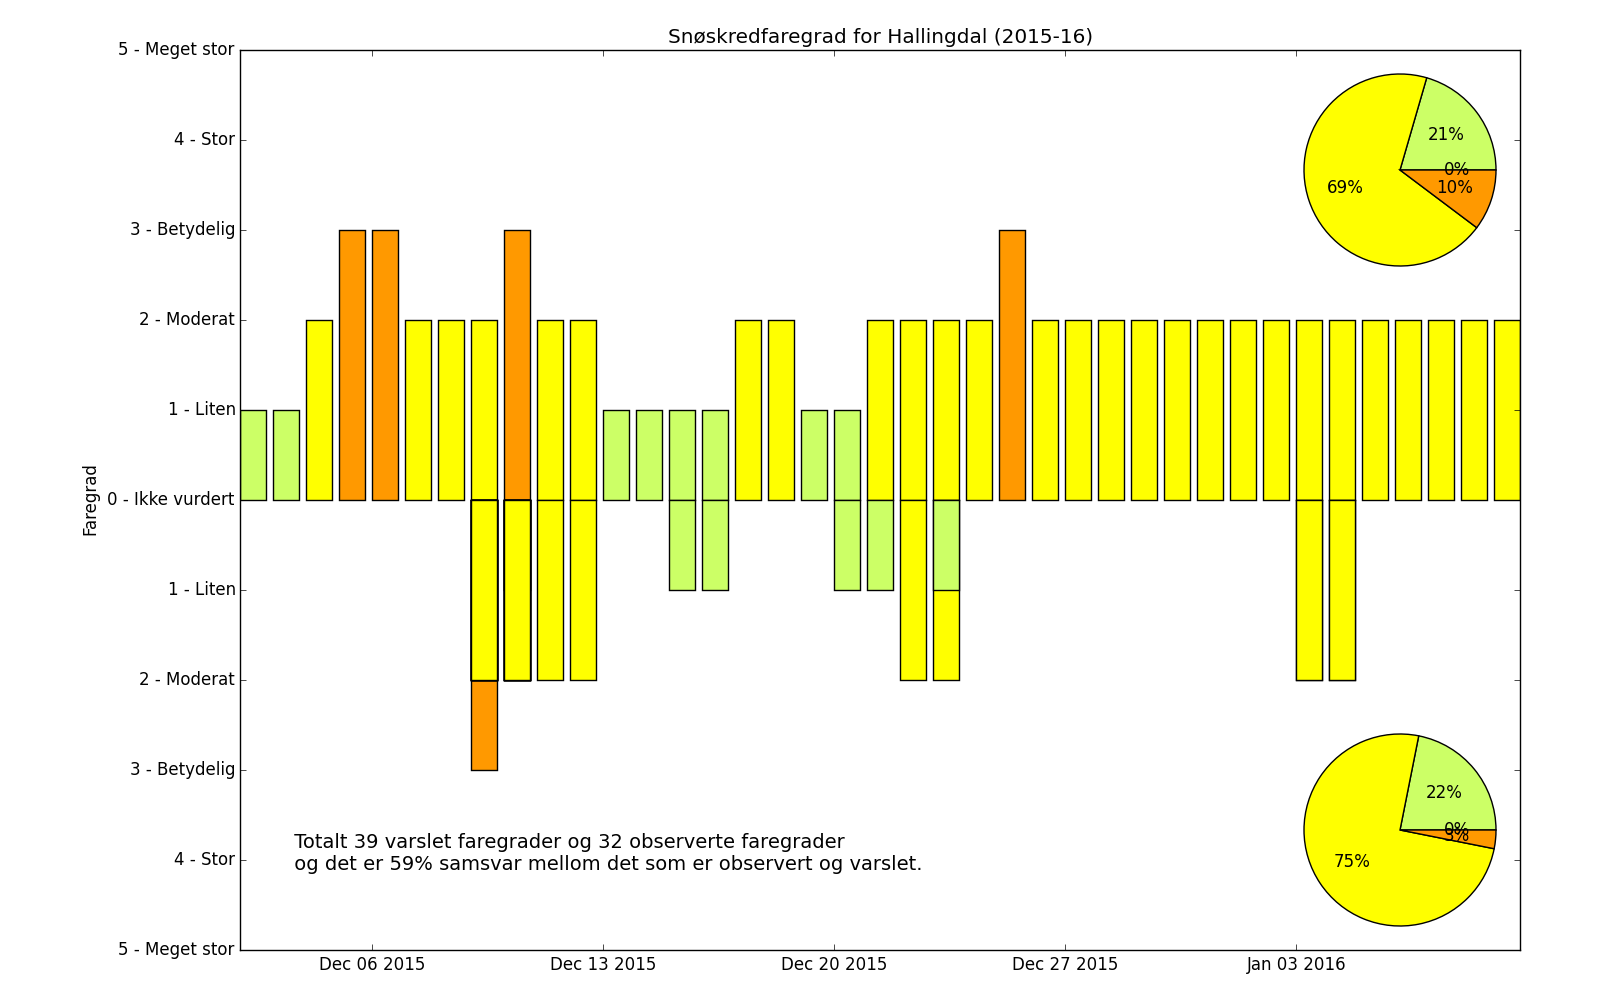 Snøskredfaregrad for Hallingdal (2015-16)
5 - Meget stor
4 - Stor
3 - Betydelig
2 - Moderat
1 - Liten
0 - Ikke vurdert
1 - Liten
2 - Moderat
3 - Betydelig
4 - Stor
5 - Meget stor
Faregrad
21%
0%
69%
10%
22%
0%
3%
75%
Totalt 39 varslet faregrader og 32 observerte faregrader
og det er 59% samsvar mellom det som er observert og varslet.
Dec 06 2015
Dec 13 2015
Dec 20 2015
Dec 27 2015
Jan 03 2016